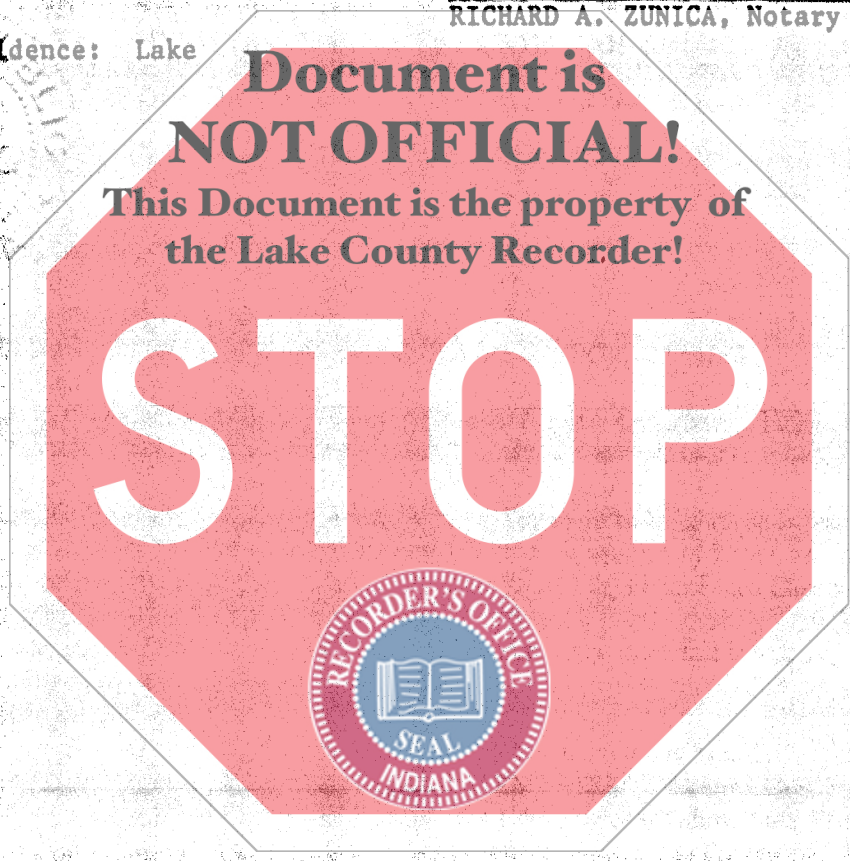 RICHARD A. ZUNICA, Notary
idence: Lake
Document is
NOT OFFICIAL!
This Document is the property of
the Lake County Recorder!
STOP
RECORDER'S OFFICE
SEAL
INDIANA